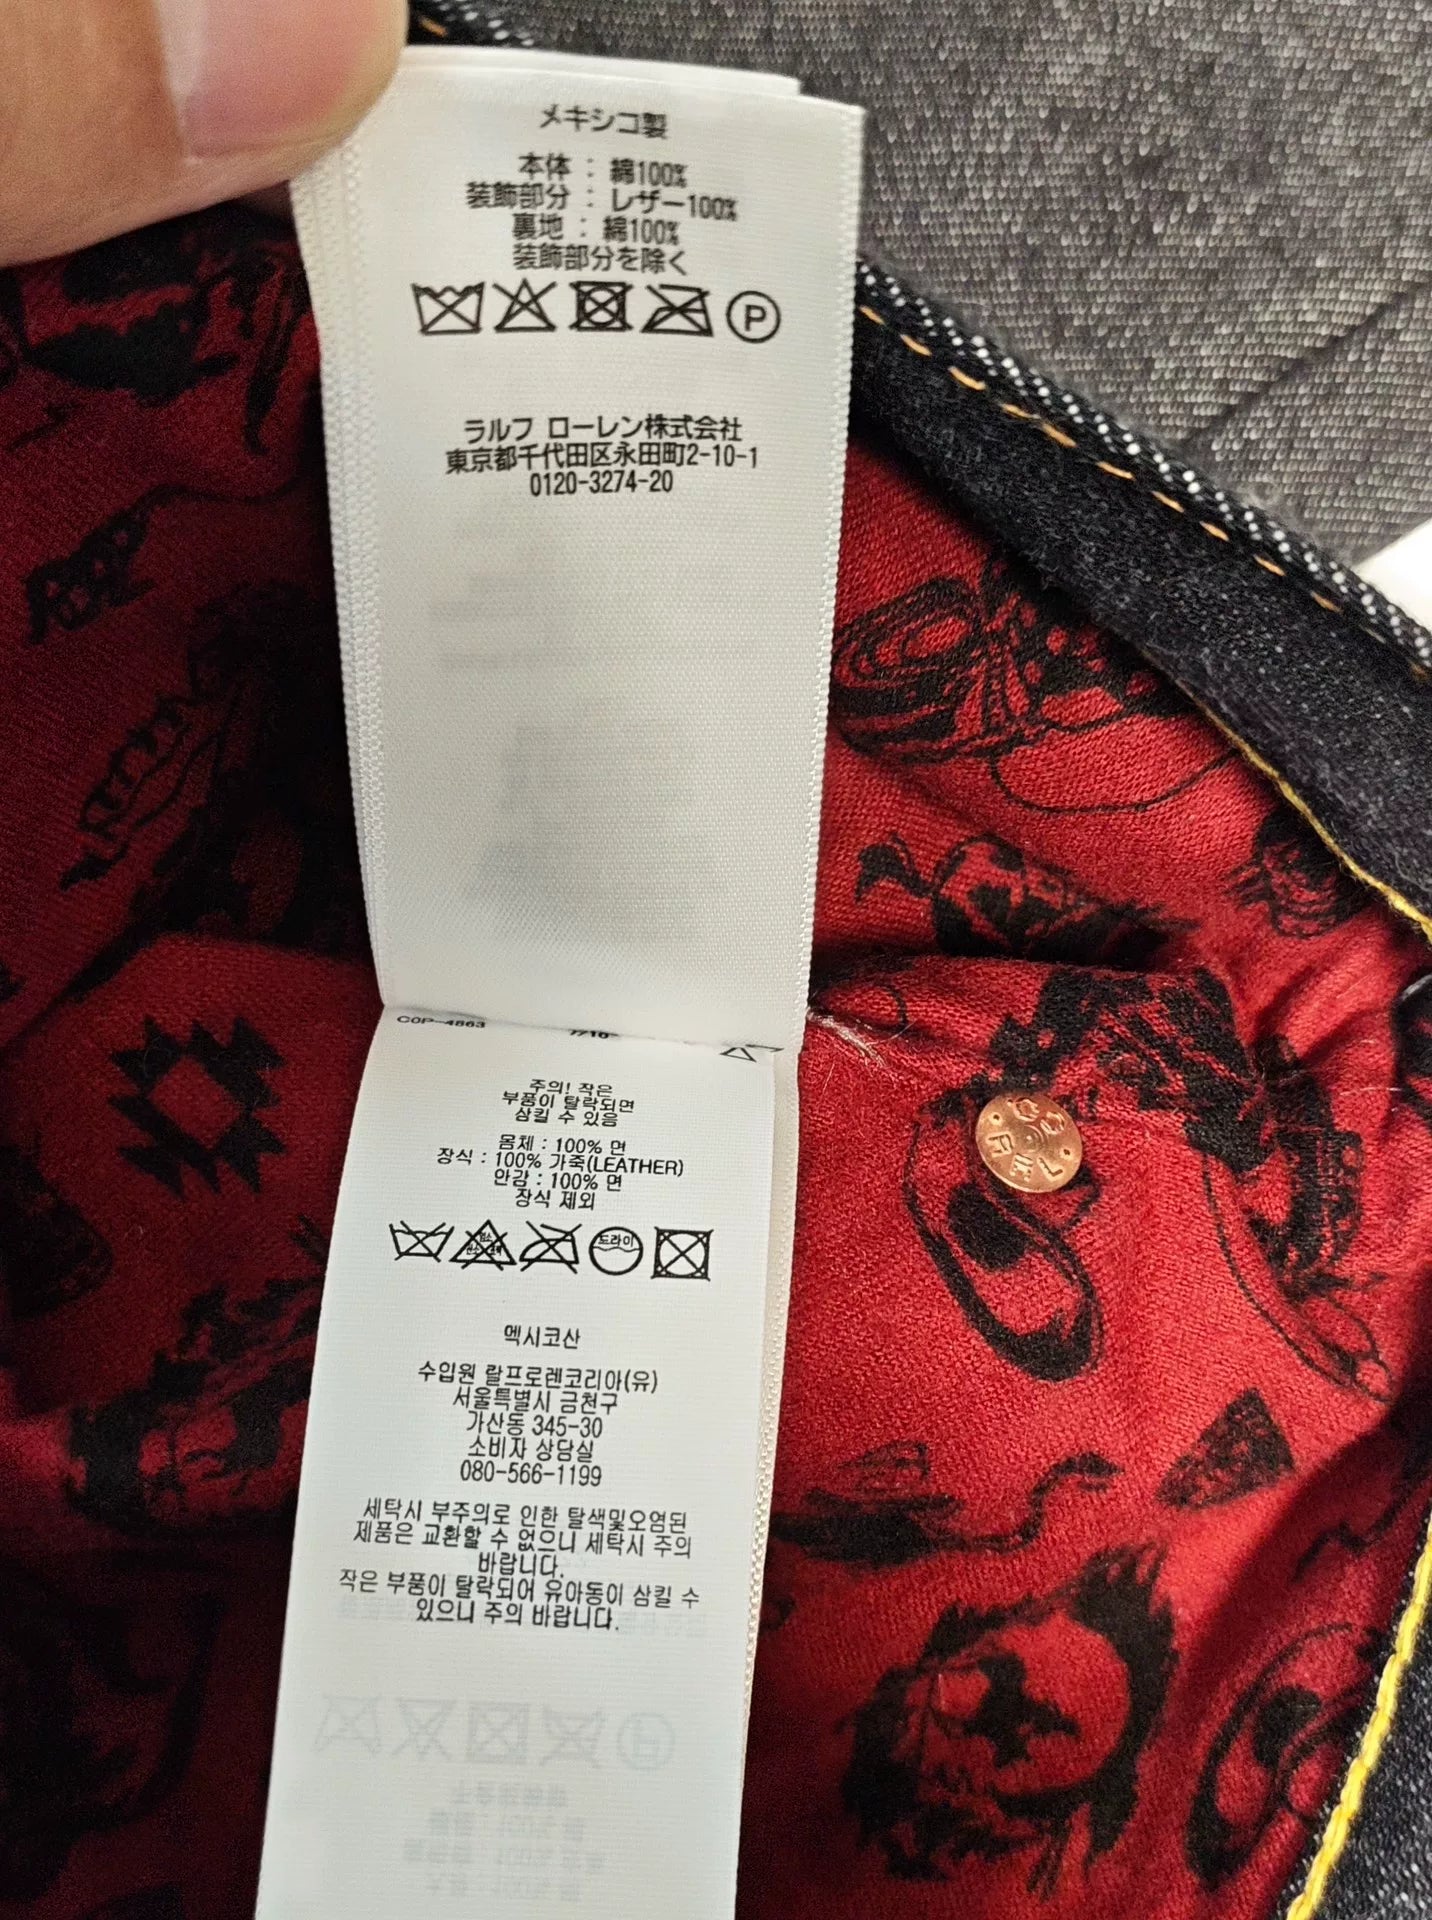 メキシコ製
本体 : 綿100%
装飾部分 : レザー100%
裏地 : 綿100%
装飾部分を除く
P
ラルフ ローレン株式会社
東京都千代田区永田町2-10-1
0120-3274-20
주의! 작은
부품이 탈락되면
삼킬 수 있음
몸체 : 100% 면
장식 : 100% 가죽(LEATHER)
안감 : 100% 면
장식 제외
드라이
멕시코산
수입원 랄프로렌코리아(유)
서울특별시 금천구
가산동 345-30
소비자 상담실
080-566-1199
세탁시 부주의로 인한 탈색및오염된
제품은 교환할 수 없으니 세탁시 주의
바랍니다.
작은 부품이 탈락되어 유아동이 삼킬 수
있으니 주의 바랍니다.